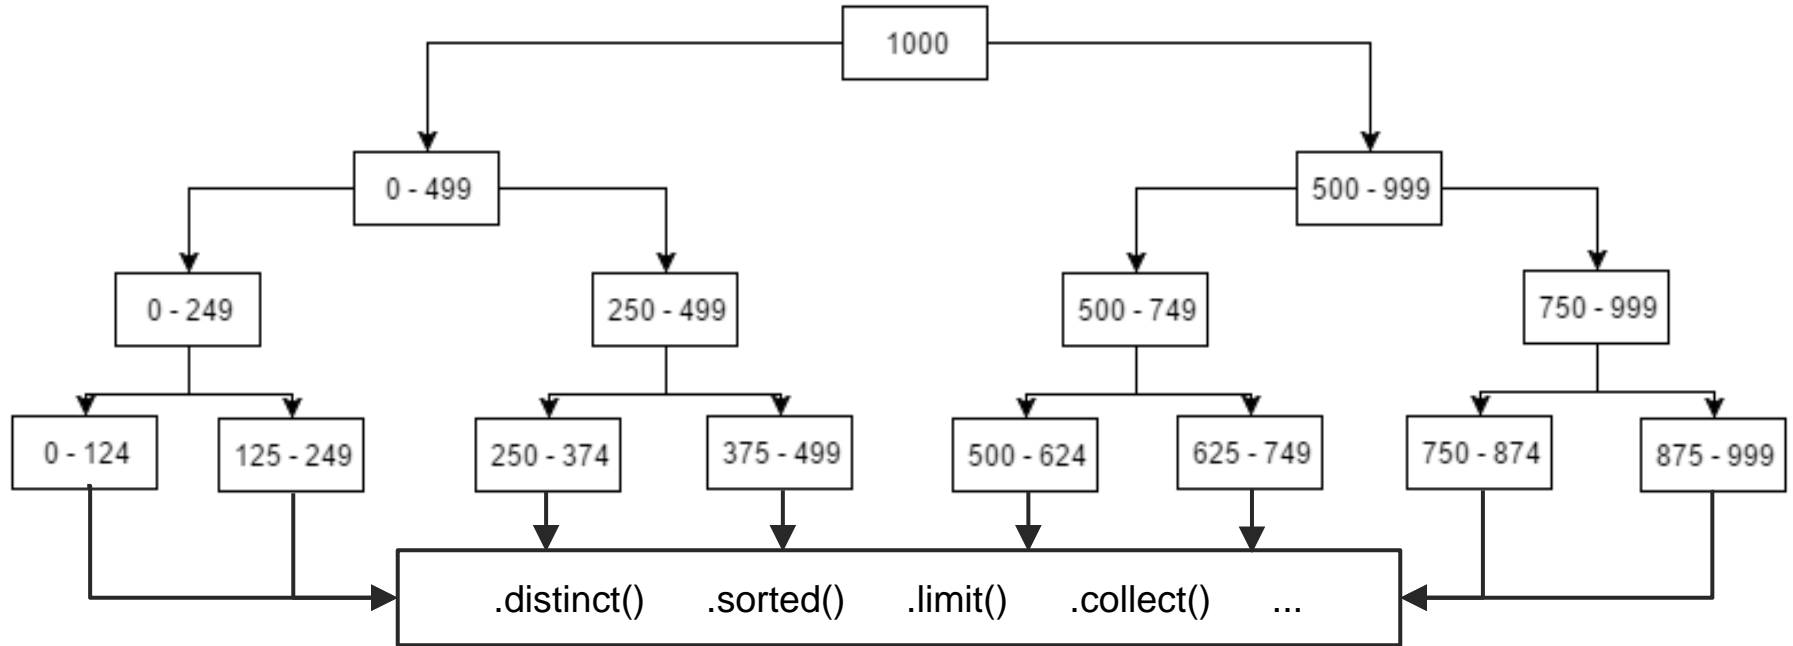 1000
0 - 499
500 - 999
0 - 249
250 - 499
500 - 749
750 - 999
0 - 124
125 - 249
250 - 374
375 - 499
500 - 624
625 - 749
750 - 874
875 - 999
.distinct() .sorted() .limit() .collect() ...